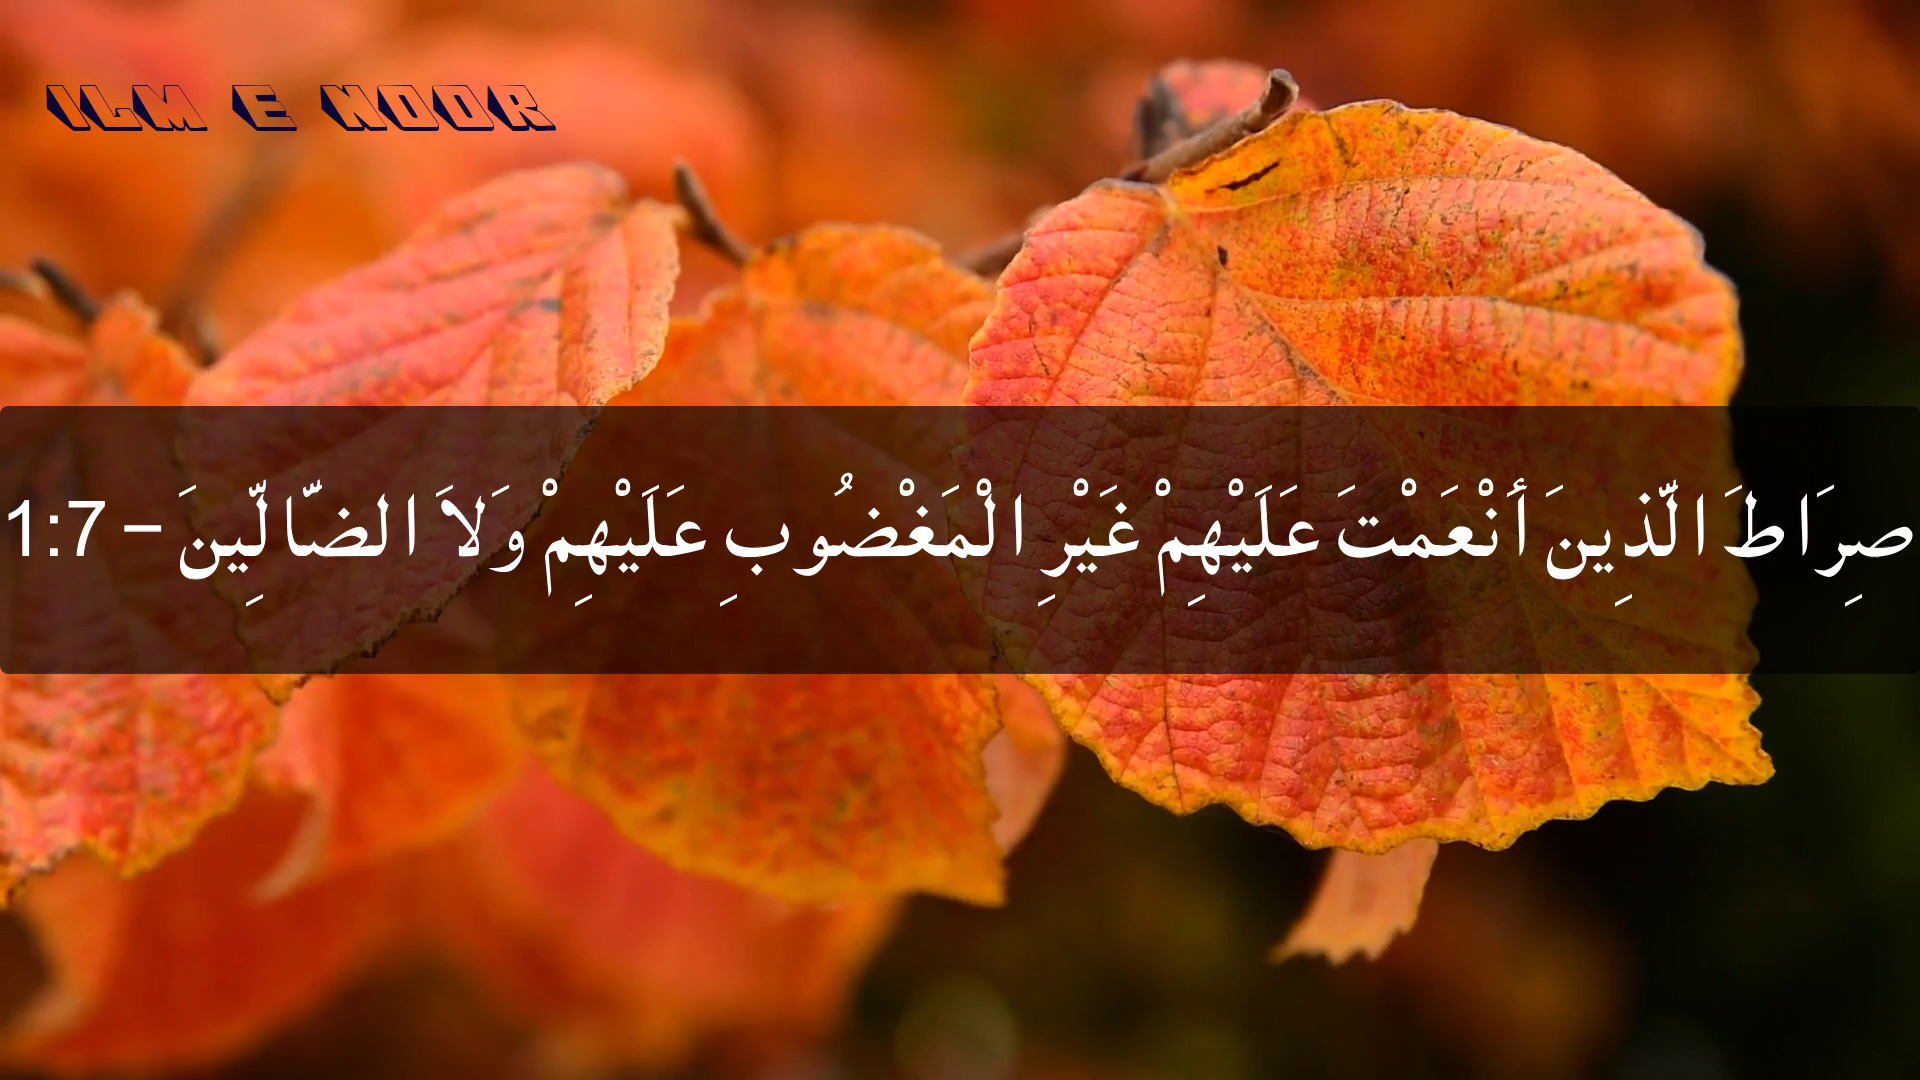 ILM E NOOR
صِرَاطَ الَّذِينَ أَنْعَمْتَ عَلَيْهِمْ غَيْرِ الْمَغْضُوبِ عَلَيْهِمْ وَلاَ الضَّالِّينَ – 1:7